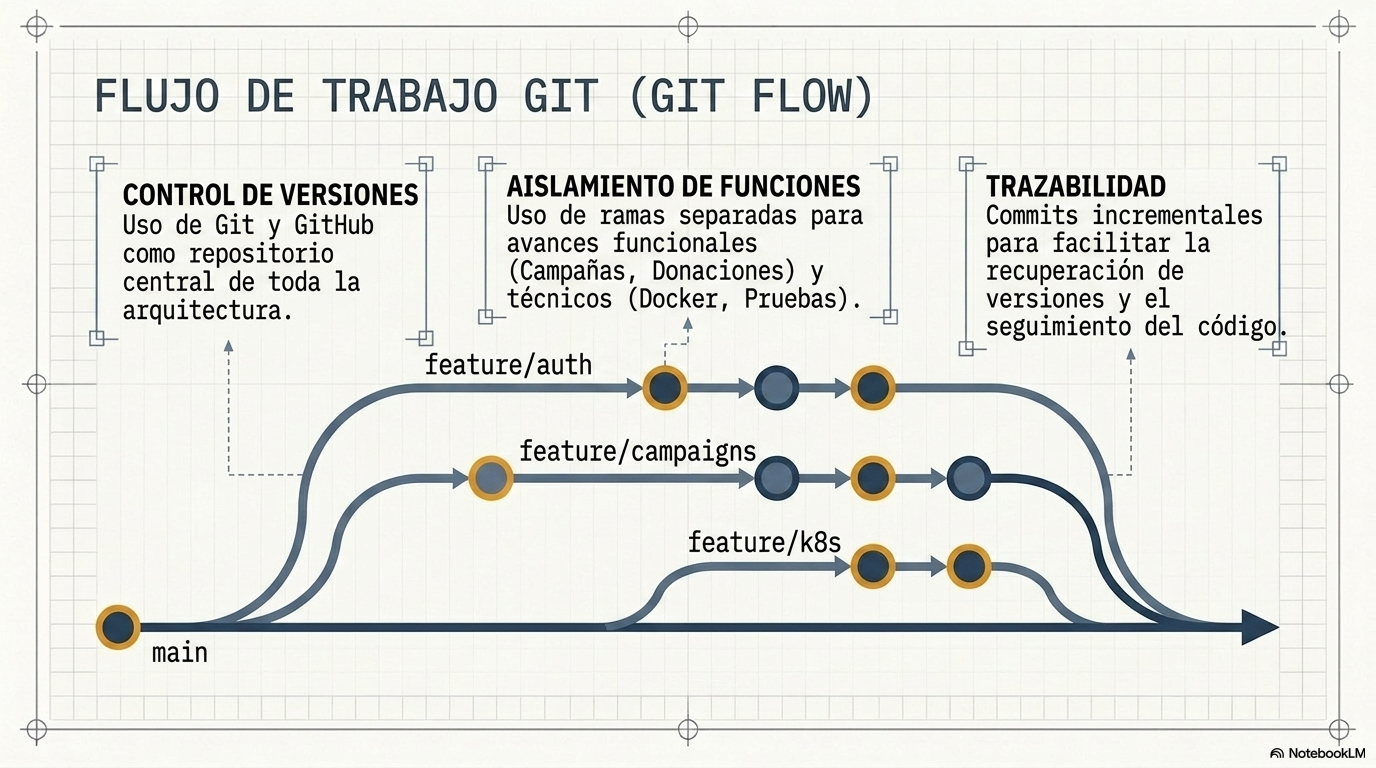 FLUJO DE TRABAJO GIT (GIT FLOW)
CONTROL DE VERSIONES
Uso de Git y GitHub
como repositorio
central de toda la
arquitectura.
AISLAMIENTO DE FUNCIONES
Uso de ramas separadas para
avances funcionales
(Campañas, Donaciones) y
técnicos (Docker, Pruebas).
TRAZABILIDAD
Commits incrementales
para facilitar la
recuperación de
versiones y el
seguimiento del código.
feature/auth
feature/campaigns
feature/k8s
main
NotebookLM